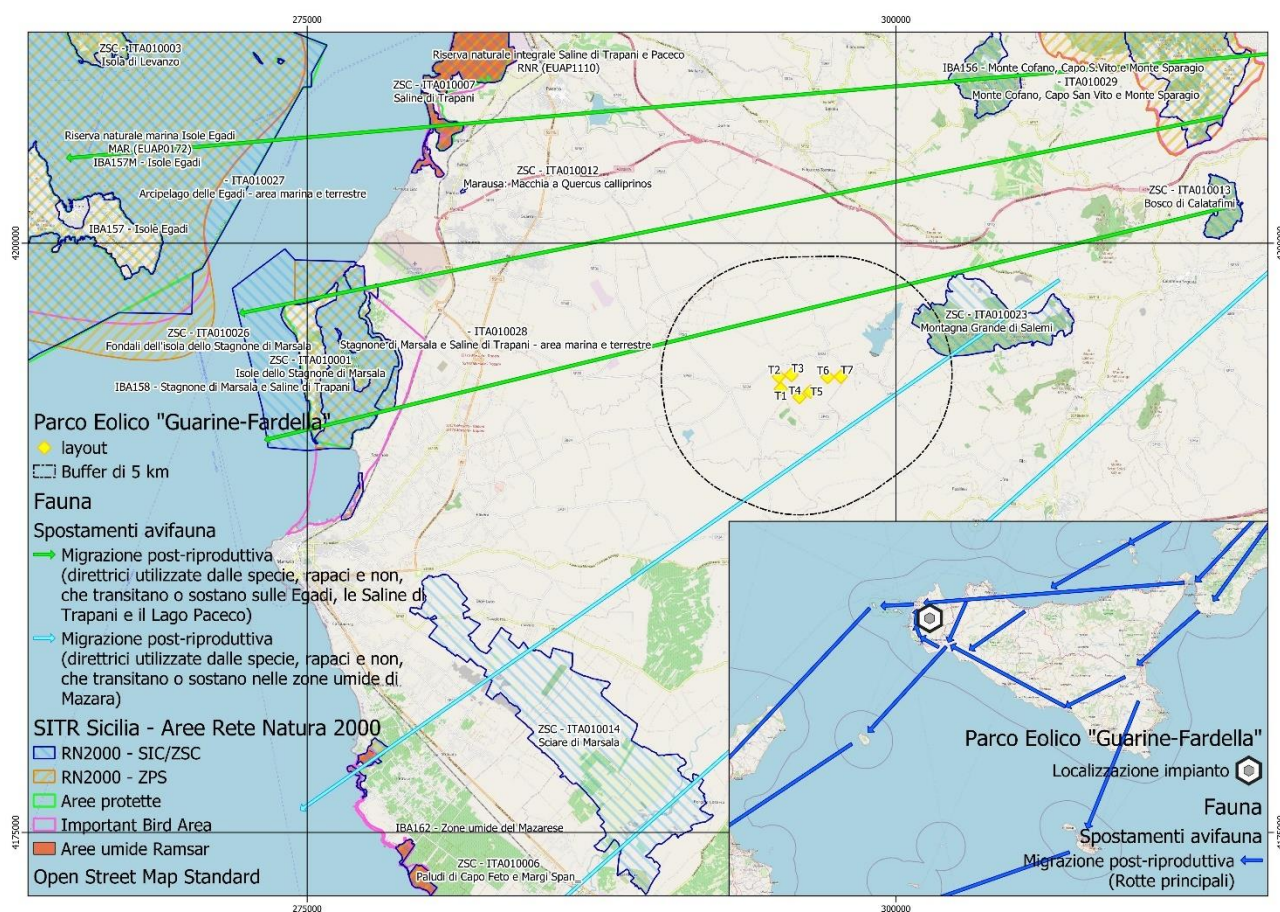 275000
300000
ZSC - ITA010003
Isola di Levanzo
Riserva naturale integrale Saline di Trapani e Paceco
RNR (EUAP1110)
ZSC - ITA010007
Saline di Trapani
IBA156 - Monte Cofano, Capo S.Vito e Monte Sparagio
- ITA010029
Monte Cofano, Capo San Vito e Monte Sparagio
Riserva naturale marina Isole Egadi
MAR (EUAP0172)
IBA157M - Isole Egadi
- ITA010027
Arcipelago delle Egadi - area marina e terrestre
ZSC - ITA010012
Marausa: Macchia a Quercus calliprinos
ZSC - ITA010013
Bosco di Calatafimi
IBA157 - Isole Egadi
4200000
4200000
ZSC - ITA010026
Fondali dell'isola dello Stagnone di Marsala
- ITA010028
Stagnone di Marsala e Saline di Trapani - area marina e terrestre
ZSC - ITA010001
Isole dello Stagnone di Marsala
IBA158 - Stagnone di Marsala e Saline di Trapani
ZSC - ITA010023
Montagna Grande di Salemi
T2
T3
T6
T7
T1
T4
T5
Parco Eolico "Guarine-Fardella"
layout
Buffer di 5 km
Fauna
Spostamenti avifauna
Migrazione post-riproduttiva
(direttrici utilizzate dalle specie, rapaci e non,
che transitano o sostano sulle Egadi, le Saline di
Trapani e il Lago Paceco)
Migrazione post-riproduttiva
(direttrici utilizzate dalle specie, rapaci e non,
che transitano o sostano nelle zone umide di
Mazara)
SITR Sicilia - Aree Rete Natura 2000
RN2000 - SIC/ZSC
RN2000 - ZPS
Aree protette
Important Bird Area
Aree umide Ramsar
Open Street Map Standard
Marsala
ZSC - ITA010014
Sciare di Marsala
IBA162 - Zone umide del Mazarese
ZSC - ITA010006
Paludi di Capo Feto e Margi Span_
Parco Eolico "Guarine-Fardella"
Localizzazione impianto
Fauna
Spostamenti avifauna
Migrazione post-riproduttiva
(Rotte principali)
4175000
4175000
275000
300000